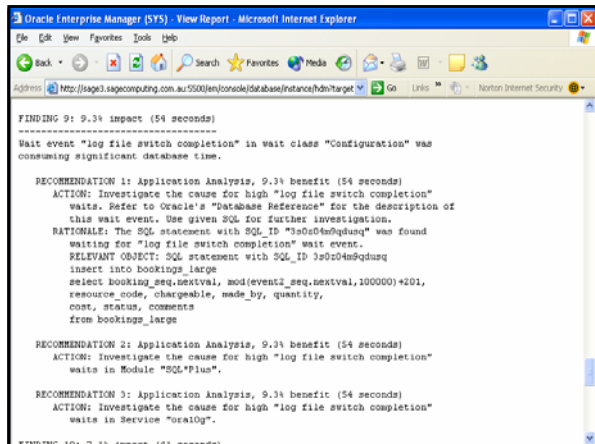 Oracle Enterprise Manager (SYS) - View Report - Microsoft Internet Explorer
File Edit View Favorites Tools Help
Back Search Favorites Media
Address http://sage3.sagecomputing.com.au:5500/em/console/database/instance/hdm?target Go Links » Norton Internet Security
FINDING 9: 9.3% impact (54 seconds)
-----------------------------------
Wait event "log file switch completion" in wait class "Configuration" was
consuming significant database time.
RECOMMENDATION 1: Application Analysis, 9.3% benefit (54 seconds)
ACTION: Investigate the cause for high "log file switch completion"
waits. Refer to Oracle's "Database Reference" for the description of
this wait event. Use given SQL for further investigation.
RATIONALE: The SQL statement with SQL_ID "3s0z04m9qdusq" was found
waiting for "log file switch completion" wait event.
RELEVANT OBJECT: SQL statement with SQL_ID 3s0z04m9qdusq
insert into bookings_large
select booking_seq.nextval, mod(event2_seq.nextval,100000)+201,
resource_code, chargeable, made_by, quantity,
cost, status, comments
from bookings_large
RECOMMENDATION 2: Application Analysis, 9.3% benefit (54 seconds)
ACTION: Investigate the cause for high "log file switch completion"
waits in Module "SQL*Plus".
RECOMMENDATION 3: Application Analysis, 9.3% benefit (54 seconds)
ACTION: Investigate the cause for high "log file switch completion"
waits in Service "ora10g".